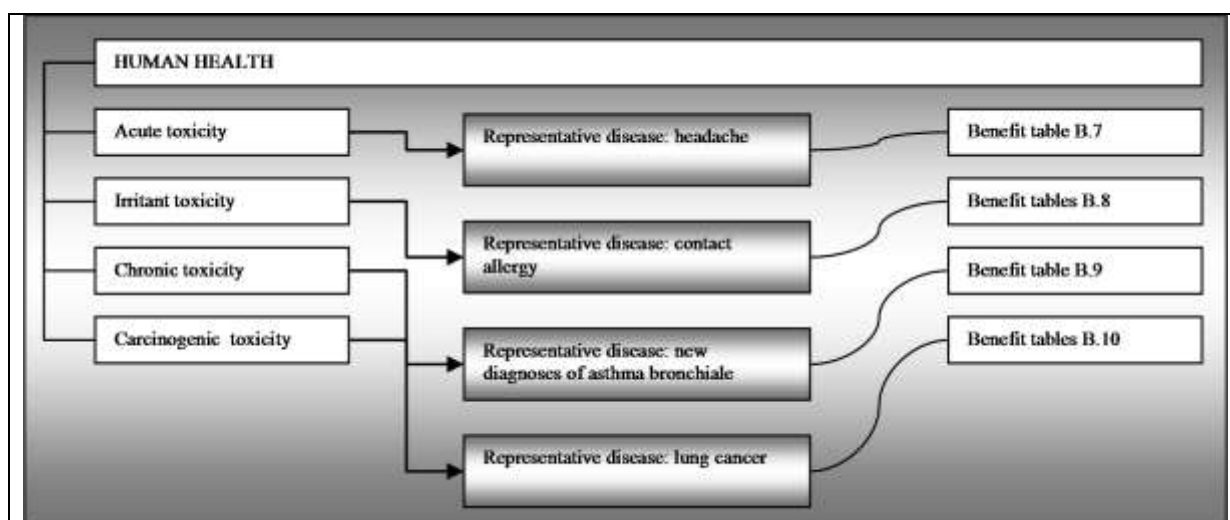 HUMAN HEALTH
Acute toxicity
Representative disease: headache
Benefit table B.7
Irritant toxicity
Representative disease: contact
allergy
Benefit tables B.8
Chronic toxicity
Representative disease: new
diagnoses of asthma bronchiale
Benefit table B.9
Carcinogenic toxicity
Representative disease: lung cancer
Benefit tables B.10